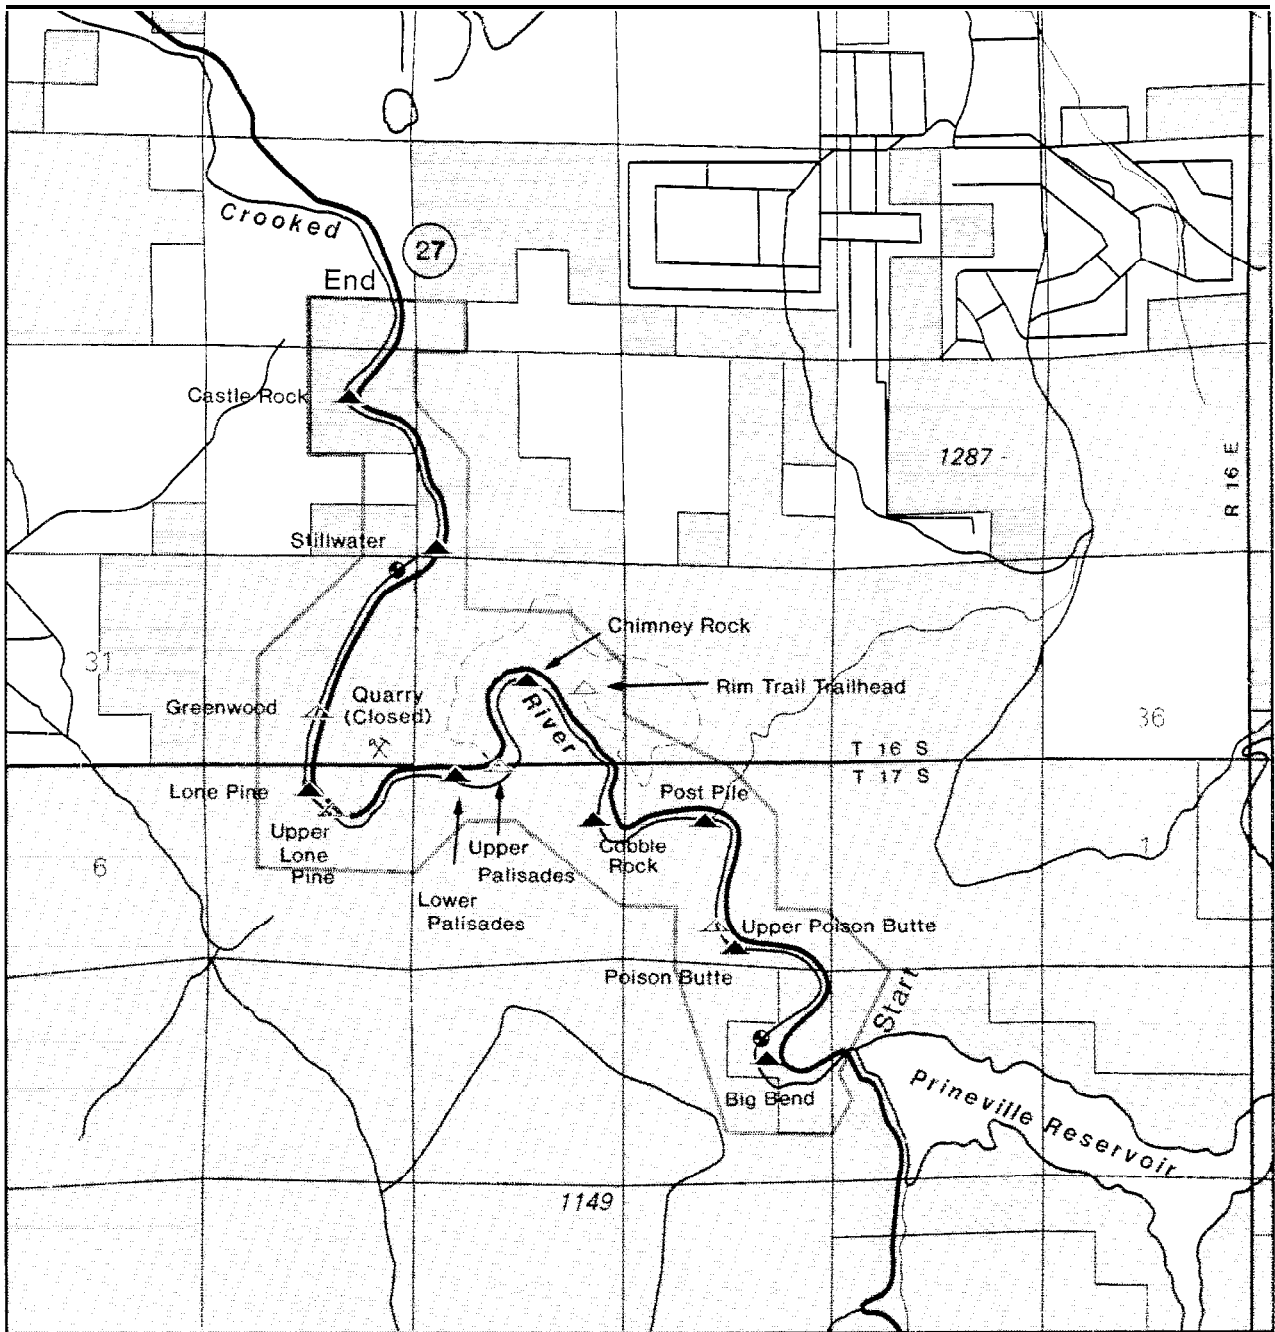 Crooked
27
End
Castle Rock
1287
R 16 E
Stillwater
Chimney Rock
31
Rim Trail Trailhead
Greenwood
Quarry
(Closed)
River
36
T 16 S
T 17 S
Lone Pine
Post Pile
Upper
Lone
Pine
Upper
Palisades
Cobble
Rock
1
6
Lower
Palisades
Upper Poison Butte
Poison Butte
Start
Big Bend
Prineville Reservoir
1149